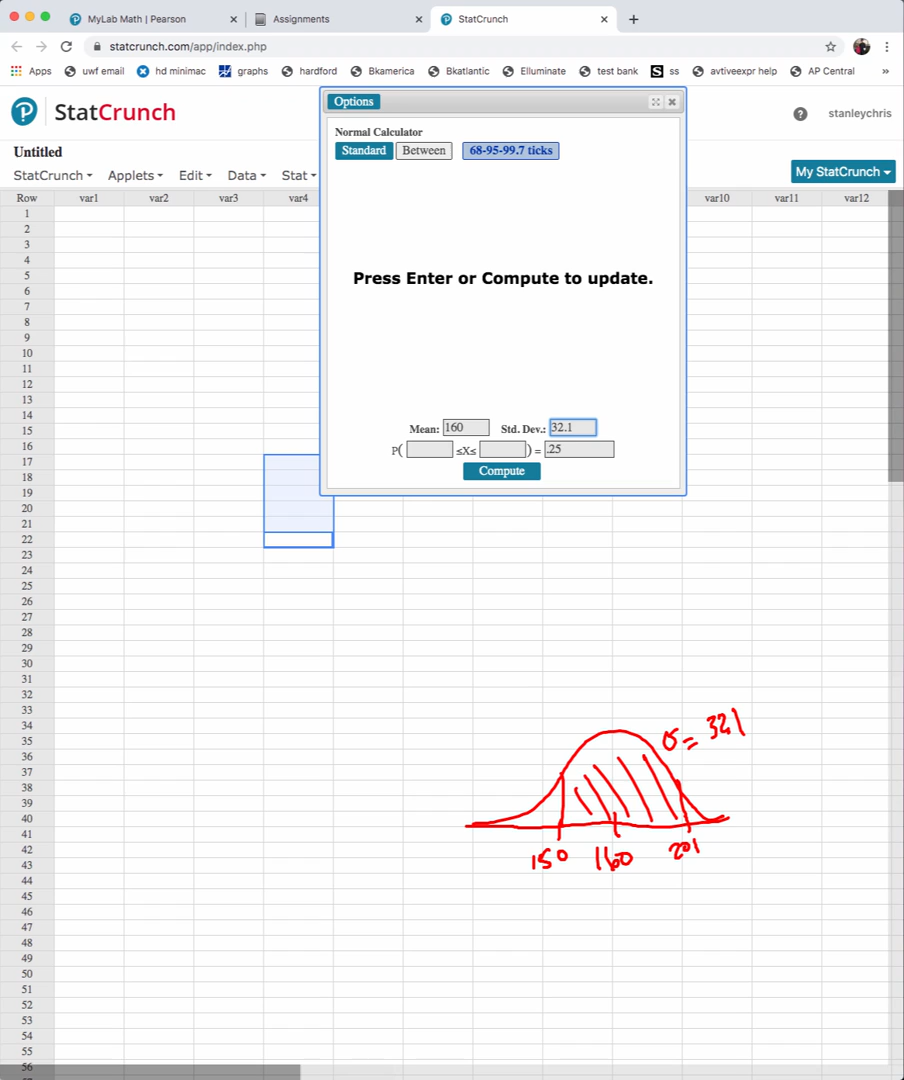 MyLab Math | Pearson
Assignments
StatCrunch
statcrunch.com/app/index.php
Apps uwf email hd minimac graphs hardford Bkamerica Bkatlantic Elluminate test bank ss avtiveexpr help AP Central »
StatCrunch
stanleychris
Untitled
StatCrunch Applets Edit Data Stat
My StatCrunch
Options
Normal Calculator
Standard Between 68-95-99.7 ticks
Press Enter or Compute to update.
Mean: 160 Std. Dev.: 32.1
P( ≤X≤ ) = .25
Compute
Row var1 var2 var3 var4 var10 var11 var12
1
2
3
4
5
6
7
8
9
10
11
12
13
14
15
16
17
18
19
20
21
22
23
24
25
26
27
28
29
30
31
32
33
34
35
36
37
38
39
40
41
42
43
44
45
46
47
48
49
50
51
52
53
54
55
56
σ = 32.1
150 160 201